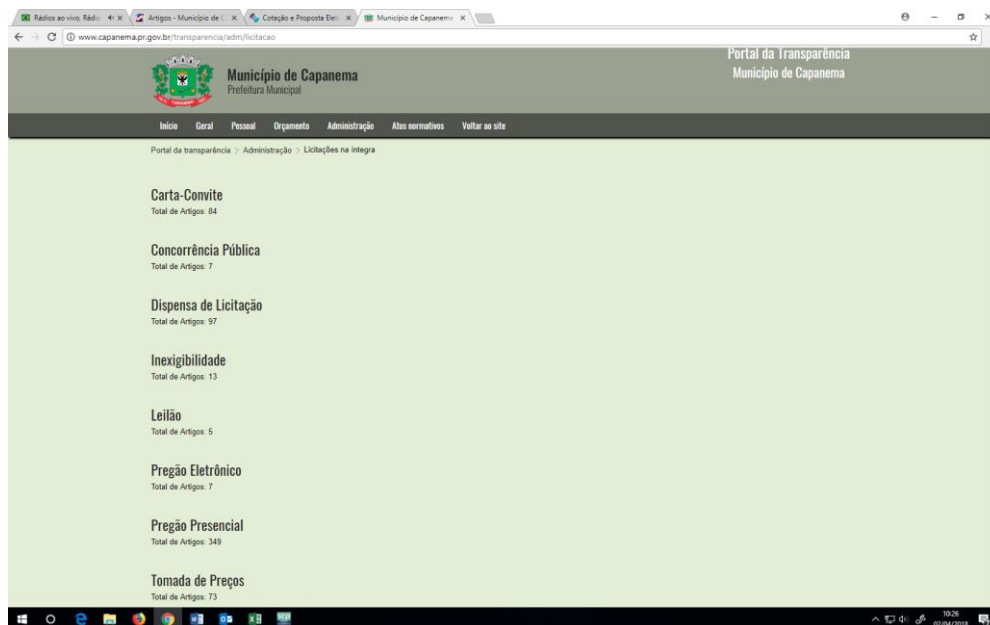 Rádios ao vivo, Rádio
Artigos - Município de C
Cotação e Proposta Elet
Município de Capanema
www.capanema.pr.gov.br/transparencia/adm/licitacao
Portal da Transparência
Município de Capanema
Município de Capanema
Prefeitura Municipal
Início Geral Pessoal Orçamento Administração Atos normativos Voltar ao site
Portal da transparência > Administração > Licitações na íntegra
Carta-Convite
Total de Artigos: 84
Concorrência Pública
Total de Artigos: 7
Dispensa de Licitação
Total de Artigos: 97
Inexigibilidade
Total de Artigos: 13
Leilão
Total de Artigos: 5
Pregão Eletrônico
Total de Artigos: 7
Pregão Presencial
Total de Artigos: 349
Tomada de Preços
Total de Artigos: 73
10:26
02/04/2018